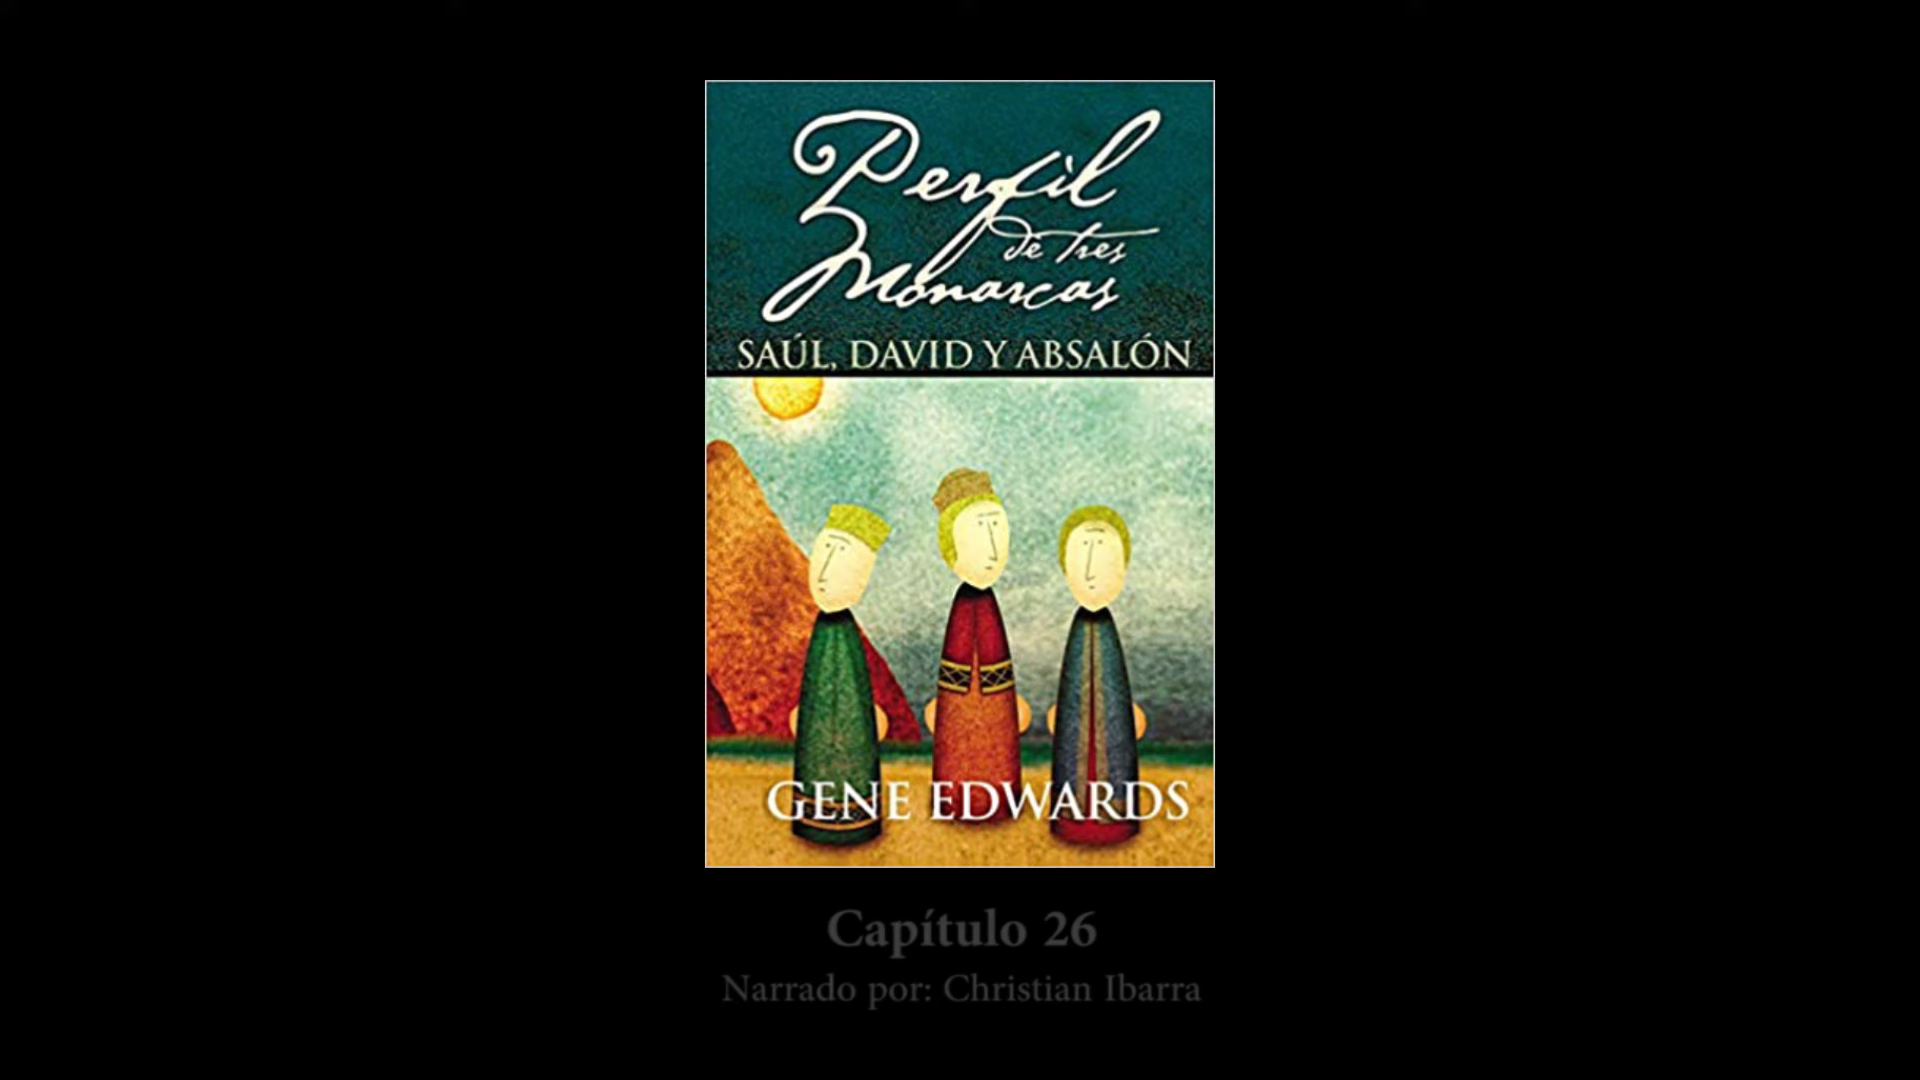 Perfil
de tres
Monarcas
SAÚL, DAVID Y ABSALÓN
GENE EDWARDS
Capítulo 26
Narrado por: Christian Ibarra